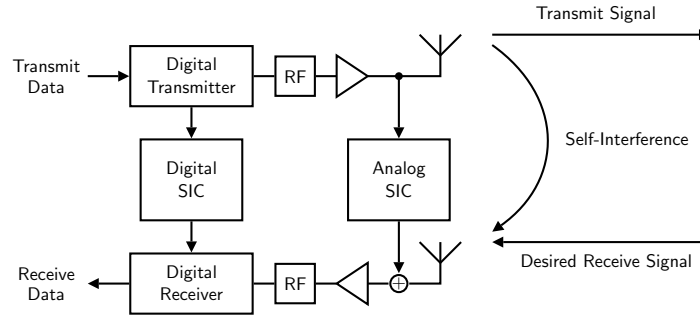 Transmit Signal
Transmit
Data
Digital
Transmitter
RF
Self-Interference
Digital
SIC
Analog
SIC
Receive
Data
Digital
Receiver
RF
Desired Receive Signal